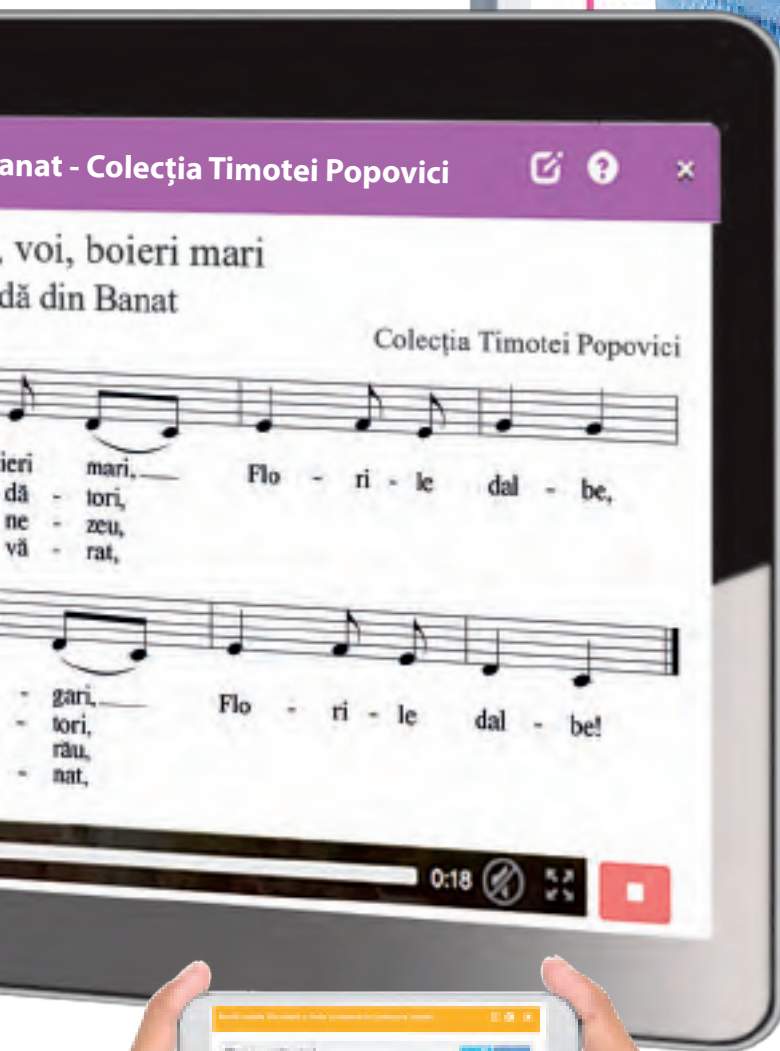 anat - Colecția Timotei Popovici
, voi, boieri mari
dă din Banat
Colecția Timotei Popovici
ieri mari, Flo - ri - le dal - be,
dă - tori,
ne - zeu,
vă - rat,
- gari, Flo - ri - le dal - be!
- tori,
rău,
- nat,
0:18